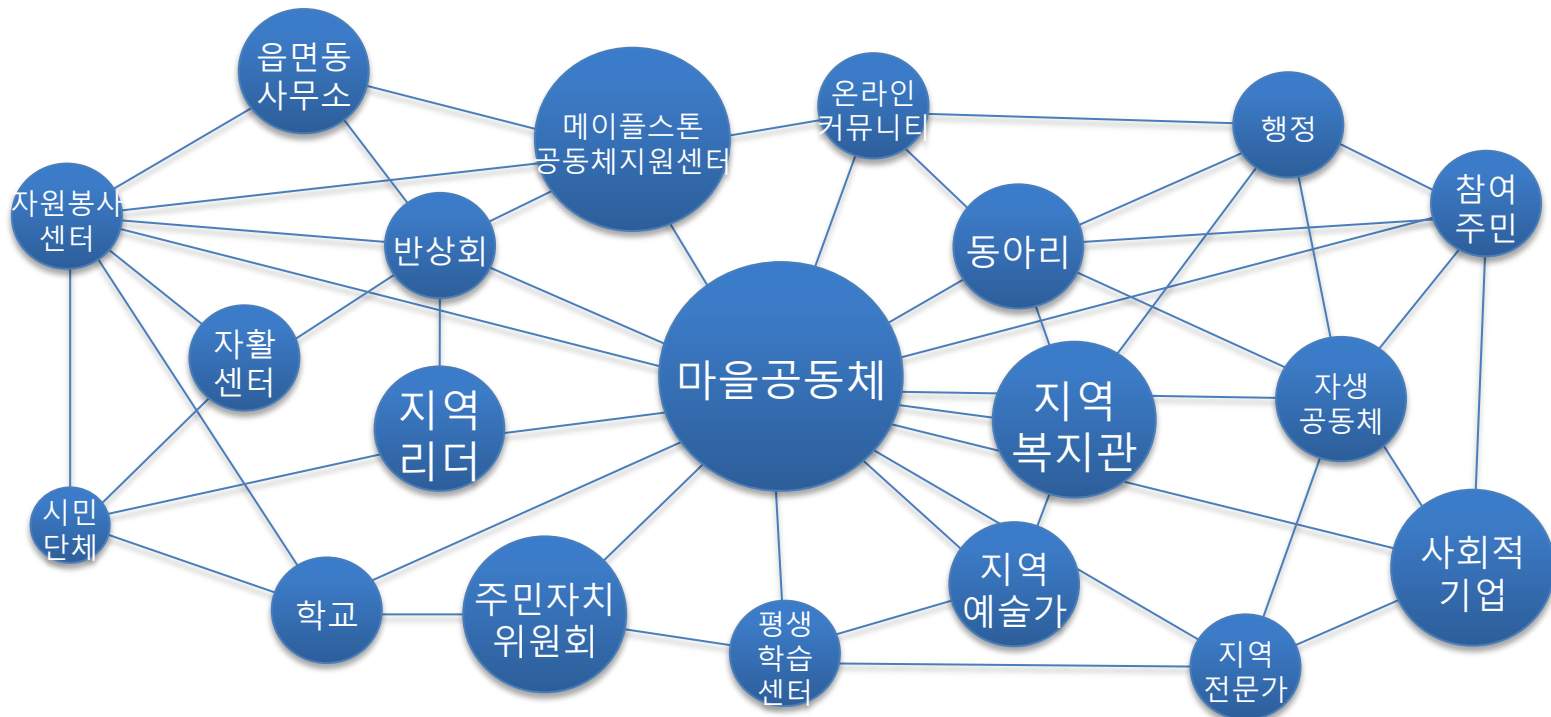 읍면동
사무소
메이플스톤
공동체지원센터
온라인
커뮤니티
행정
자원봉사
센터
반상회
동아리
참여
주민
자활
센터
지역
리더
마을공동체
지역
복지관
자생
공동체
시민
단체
학교
주민자치
위원회
평생
학습
센터
지역
예술가
지역
전문가
사회적
기업